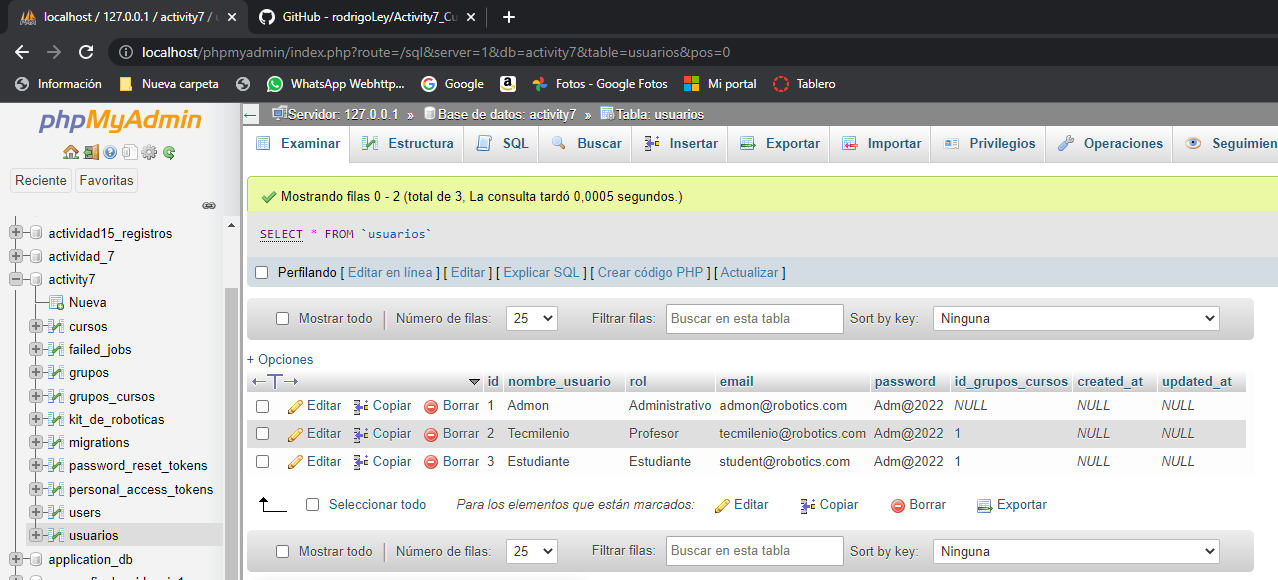 localhost / 127.0.0.1 / activity7 / u
GitHub - rodrigoLey/Activity7_Cu
localhost/phpmyadmin/index.php?route=/sql&server=1&db=activity7&table=usuarios&pos=0
Información Nueva carpeta WhatsApp Webhttp... Google Fotos - Google Fotos Mi portal Tablero
phpMyAdmin
Reciente Favoritas
actividad15_registros
actividad_7
activity7
Nueva
cursos
failed_jobs
grupos
grupos_cursos
kit_de_roboticas
migrations
password_reset_tokens
personal_access_tokens
users
usuarios
application_db
Servidor: 127.0.0.1 » Base de datos: activity7 » Tabla: usuarios
Examinar Estructura SQL Buscar Insertar Exportar Importar Privilegios Operaciones Seguimien
Mostrando filas 0 - 2 (total de 3, La consulta tardó 0,0005 segundos.)
SELECT * FROM `usuarios`
Perfilando [ Editar en línea ] [ Editar ] [ Explicar SQL ] [ Crear código PHP ] [ Actualizar ]
Mostrar todo Número de filas: 25 Filtrar filas: Buscar en esta tabla Sort by key: Ninguna
+ Opciones
id nombre_usuario rol email password id_grupos_cursos created_at updated_at
Editar Copiar Borrar 1 Admon Administrativo admon@robotics.com Adm@2022 NULL NULL NULL
Editar Copiar Borrar 2 Tecmilenio Profesor tecmilenio@robotics.com Adm@2022 1 NULL NULL
Editar Copiar Borrar 3 Estudiante Estudiante student@robotics.com Adm@2022 1 NULL NULL
Seleccionar todo Para los elementos que están marcados: Editar Copiar Borrar Exportar
Mostrar todo Número de filas: 25 Filtrar filas: Buscar en esta tabla Sort by key: Ninguna